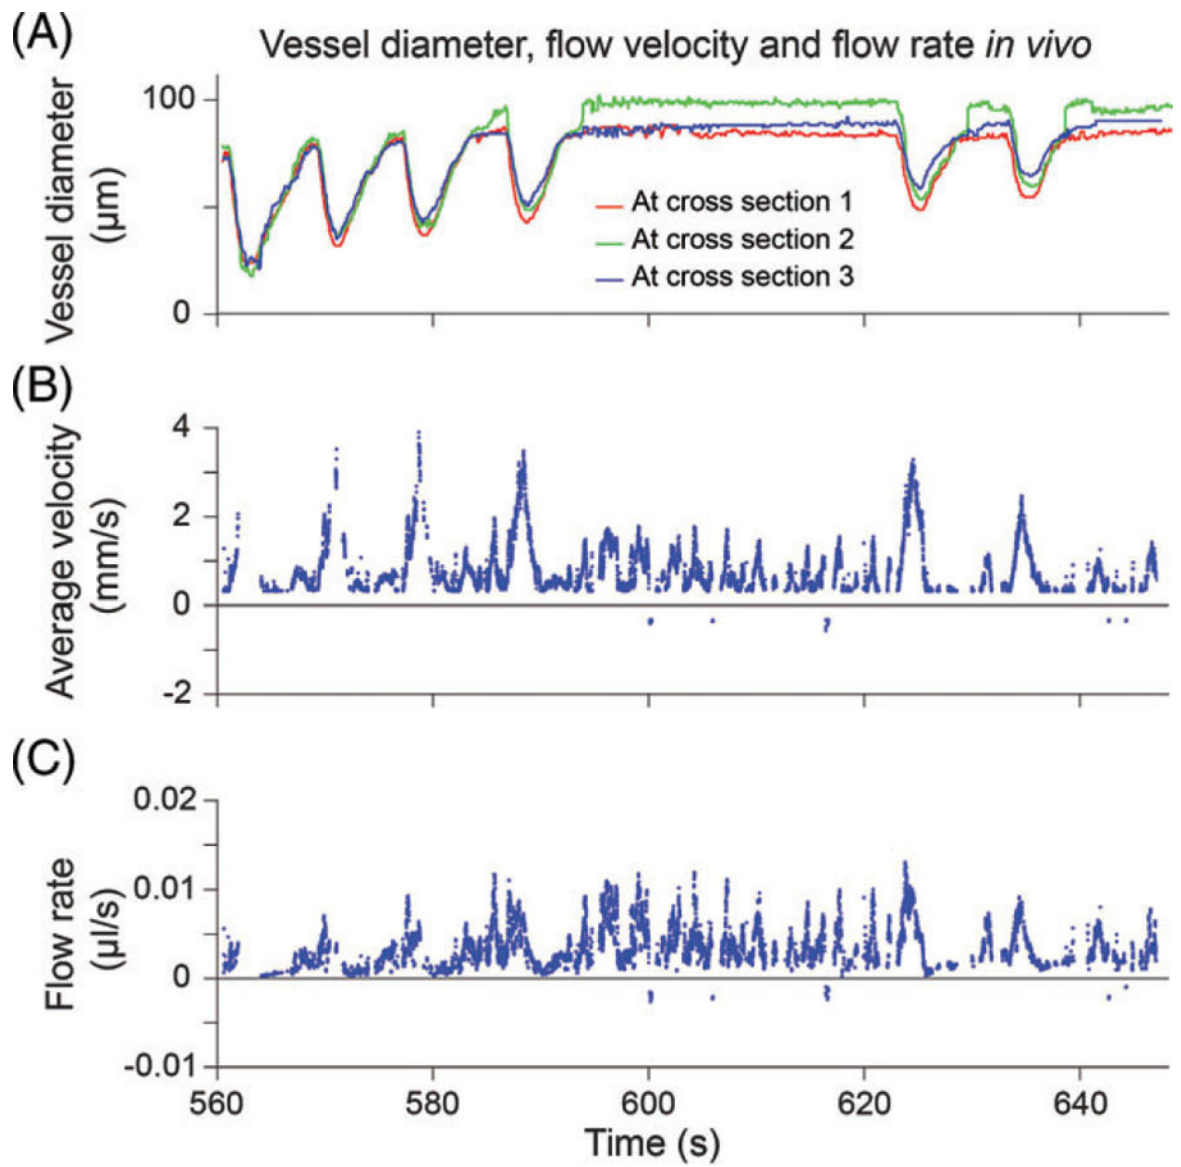 (A)
Vessel diameter, flow velocity and flow rate in vivo
Vessel diameter
(µm)
100
0
At cross section 1
At cross section 2
At cross section 3
(B)
Average velocity
(mm/s)
4
2
0
-2
(C)
Flow rate
(µl/s)
0.02
0.01
0
-0.01
560 580 600 620 640
Time (s)